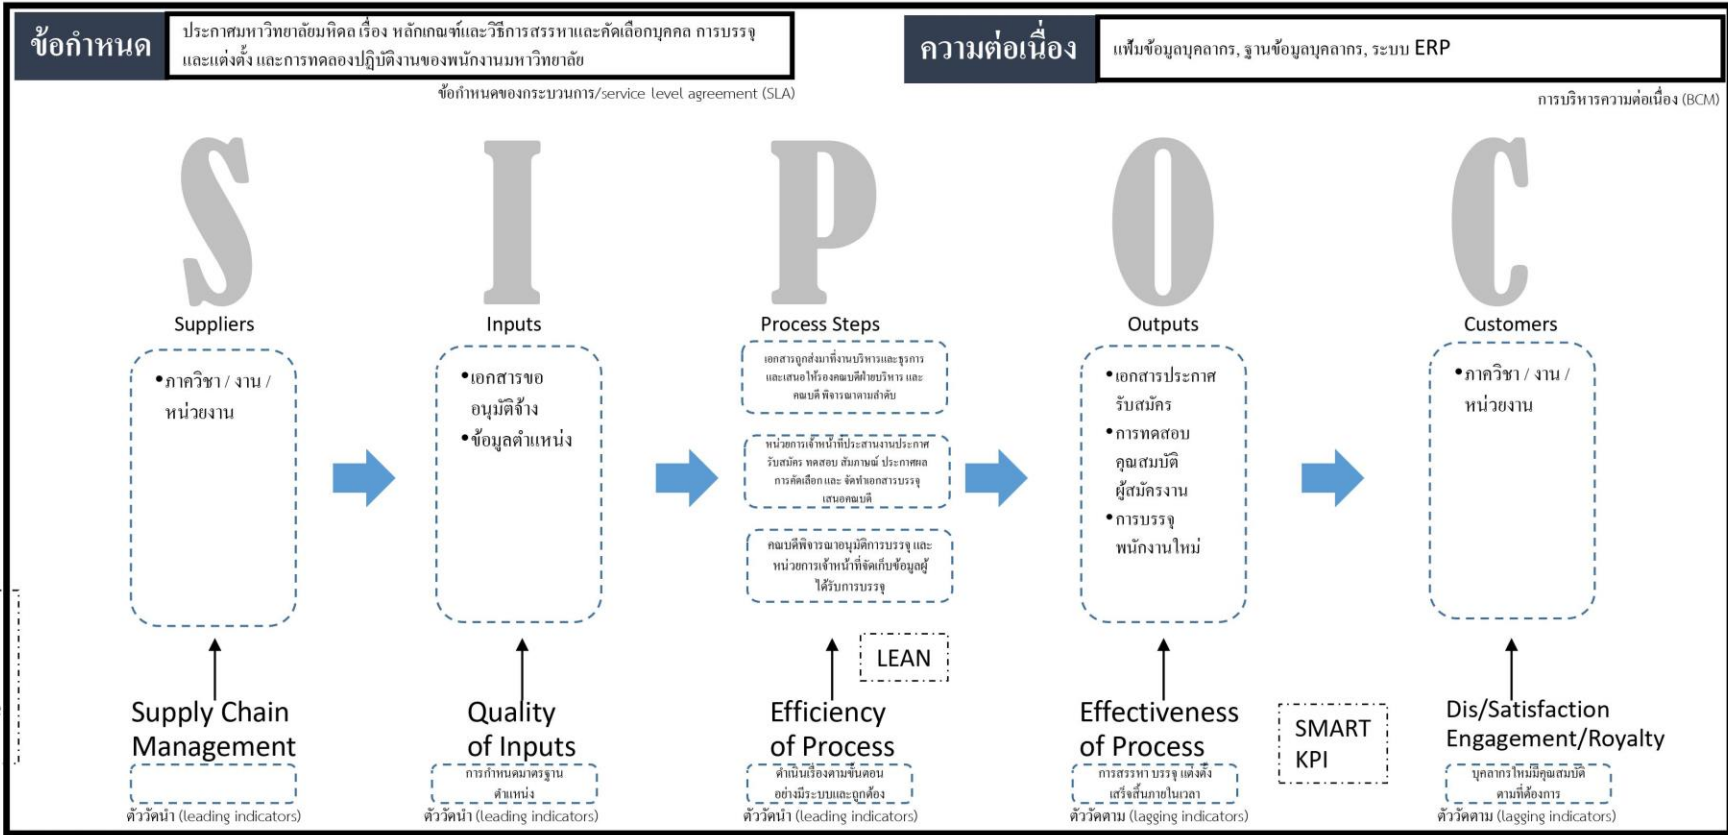 ข้อกำหนด
ประกาศมหาวิทยาลัยมหิดล เรื่อง หลักเกณฑ์และวิธีการสรรหาและคัดเลือกบุคคล การบรรจุ
และแต่งตั้ง และการทดลองปฏิบัติงานของพนักงานมหาวิทยาลัย
ข้อกำหนดของกระบวนการ/service level agreement (SLA)
ความต่อเนื่อง
แฟ้มข้อมูลบุคลากร, ฐานข้อมูลบุคลากร, ระบบ ERP
การบริหารความต่อเนื่อง (BCM)
S
I
P
O
C
Suppliers
Inputs
Process Steps
Outputs
Customers
•ภาควิชา / งาน /
หน่วยงาน
•เอกสารขอ
อนุมัติจ้าง
•ข้อมูลตำแหน่ง
เอกสารถูกส่งมาที่งานบริหารและธุรการ
และเสนอให้รองคณบดีฝ่ายบริหาร และ
คณบดี พิจารณาตามลำดับ
หน่วยการเจ้าหน้าที่ประสานงานประกาศ
รับสมัคร ทดสอบ สัมภาษณ์ ประกาศผล
การคัดเลือก และ จัดทำเอกสารบรรจุ
เสนอคณบดี
คณบดีพิจารณาอนุมัติการบรรจุ และ
หน่วยการเจ้าหน้าที่จัดเก็บข้อมูลผู้
ได้รับการบรรจุ
•เอกสารประกาศ
รับสมัคร
•การทดสอบ
คุณสมบัติ
ผู้สมัครงาน
•การบรรจุ
พนักงานใหม่
•ภาควิชา / งาน /
หน่วยงาน
LEAN
SMART
KPI
Supply Chain
Management
ตัววัดนำ (leading indicators)
Quality
of Inputs
การกำหนดมาตรฐาน
ตำแหน่ง
ตัววัดนำ (leading indicators)
Efficiency
of Process
ดำเนินเรื่องตามขั้นตอน
อย่างมีระบบและถูกต้อง
ตัววัดนำ (leading indicators)
Effectiveness
of Process
การสรรหา บรรจุ แต่งตั้ง
เสร็จสิ้นภายในเวลา
ตัววัดตาม (lagging indicators)
Dis/Satisfaction
Engagement/Royalty
บุคลากรใหม่มีคุณสมบัติ
ตามที่ต้องการ
ตัววัดตาม (lagging indicators)